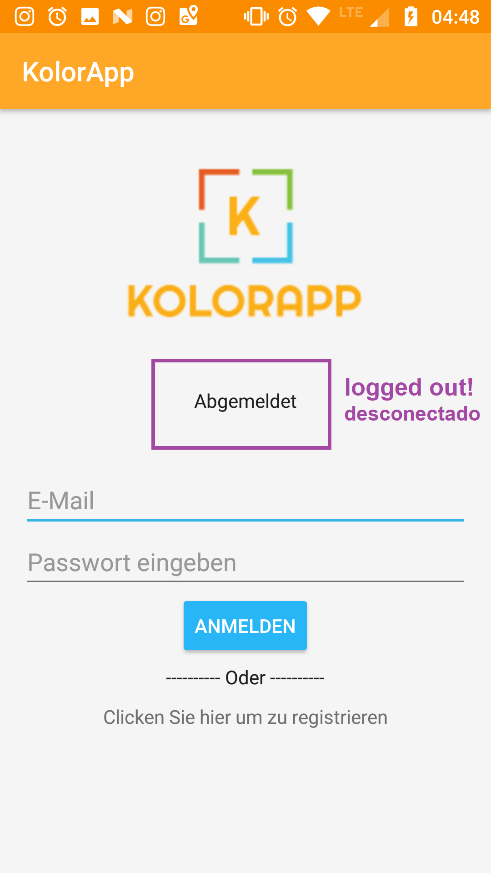 LTE 04:48
KolorApp
K
KOLORAPP
Abgemeldet
logged out!
desconectado
E-Mail
Passwort eingeben
ANMELDEN
---------- Oder ----------
Clicken Sie hier um zu registrieren